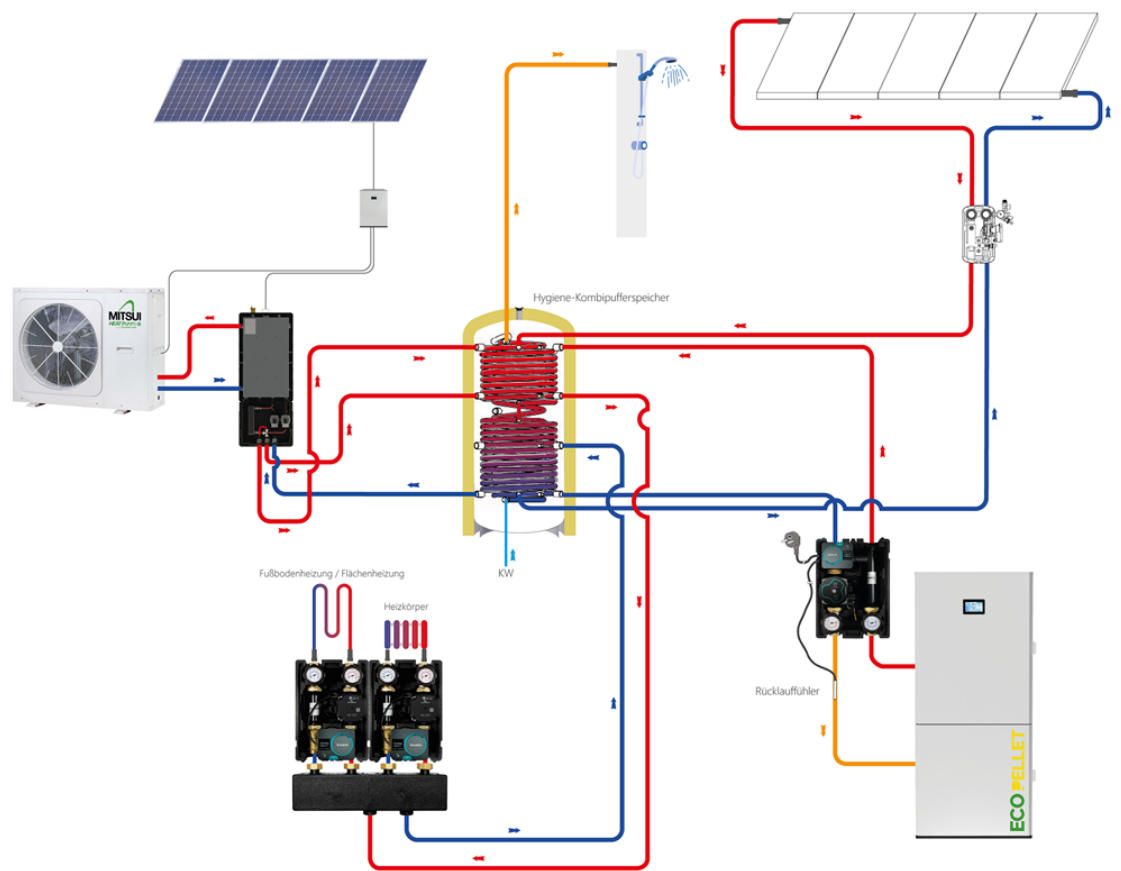 Hygiene-Kombipufferspeicher
MITSUI
HEAT PUMPS
KW
Fußbodenheizung / Flächenheizung
Heizkörper
Rücklauffühler
ECO PELLET